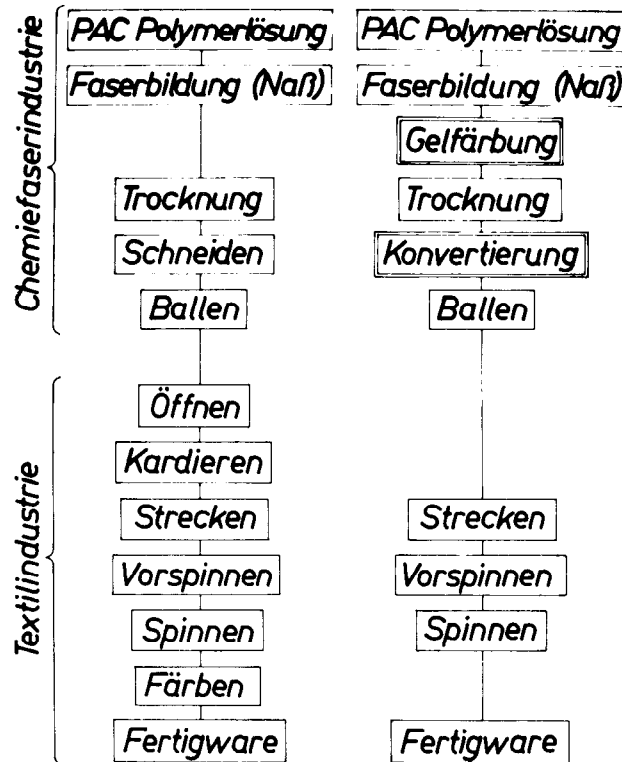 Chemiefaserindustrie
PAC Polymerlösung
Faserbildung (Naß)
Trocknung
Schneiden
Ballen
Textilindustrie
Öffnen
Kardieren
Strecken
Vorspinnen
Spinnen
Färben
Fertigware
PAC Polymerlösung
Faserbildung (Naß)
Gelfärbung
Trocknung
Konvertierung
Ballen
Strecken
Vorspinnen
Spinnen
Fertigware